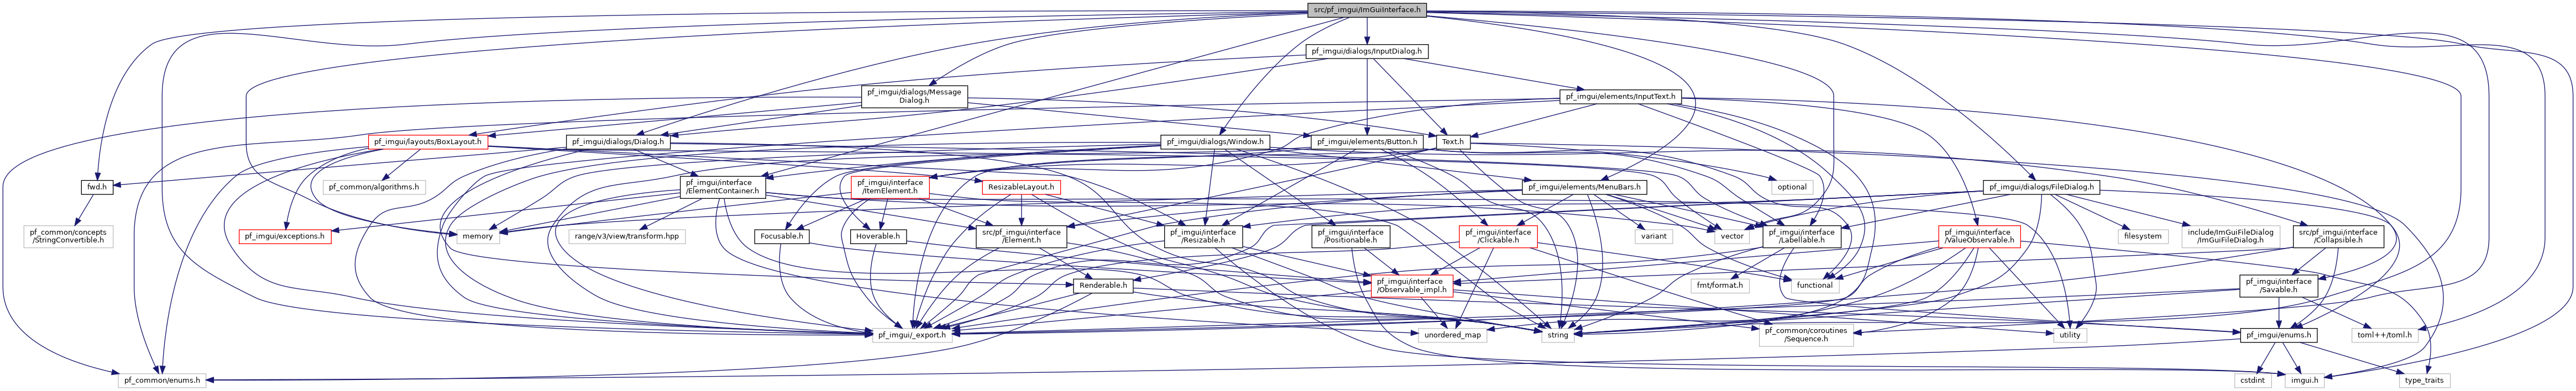 src/pf_imgui/ImGuiInterface.h
pf_imgui/dialogs/InputDialog.h
pf_imgui/dialogs/Message
Dialog.h
pf_imgui/elements/InputText.h
pf_imgui/layouts/BoxLayout.h
pf_imgui/dialogs/Dialog.h
pf_imgui/dialogs/Window.h
pf_imgui/elements/Button.h
Text.h
fwd.h
pf_common/algorithms.h
pf_imgui/interface
/ElementContainer.h
pf_imgui/interface
/ItemElement.h
ResizableLayout.h
pf_imgui/elements/MenuBars.h
optional
pf_imgui/dialogs/FileDialog.h
pf_common/concepts
/StringConvertible.h
pf_imgui/exceptions.h
memory
range/v3/view/transform.hpp
Focusable.h
Hoverable.h
src/pf_imgui/interface
/Element.h
pf_imgui/interface
/Resizable.h
pf_imgui/interface
/Positionable.h
pf_imgui/interface
/Clickable.h
variant
vector
pf_imgui/interface
/Labellable.h
pf_imgui/interface
/ValueObservable.h
filesystem
include/ImGuiFileDialog
/ImGuiFileDialog.h
src/pf_imgui/interface
/Collapsible.h
Renderable.h
pf_imgui/interface
/Observable_impl.h
functional
fmt/format.h
pf_imgui/interface
/Savable.h
pf_imgui/_export.h
unordered_map
string
pf_common/coroutines
/Sequence.h
utility
pf_imgui/enums.h
toml++/toml.h
pf_common/enums.h
cstdint
imgui.h
type_traits